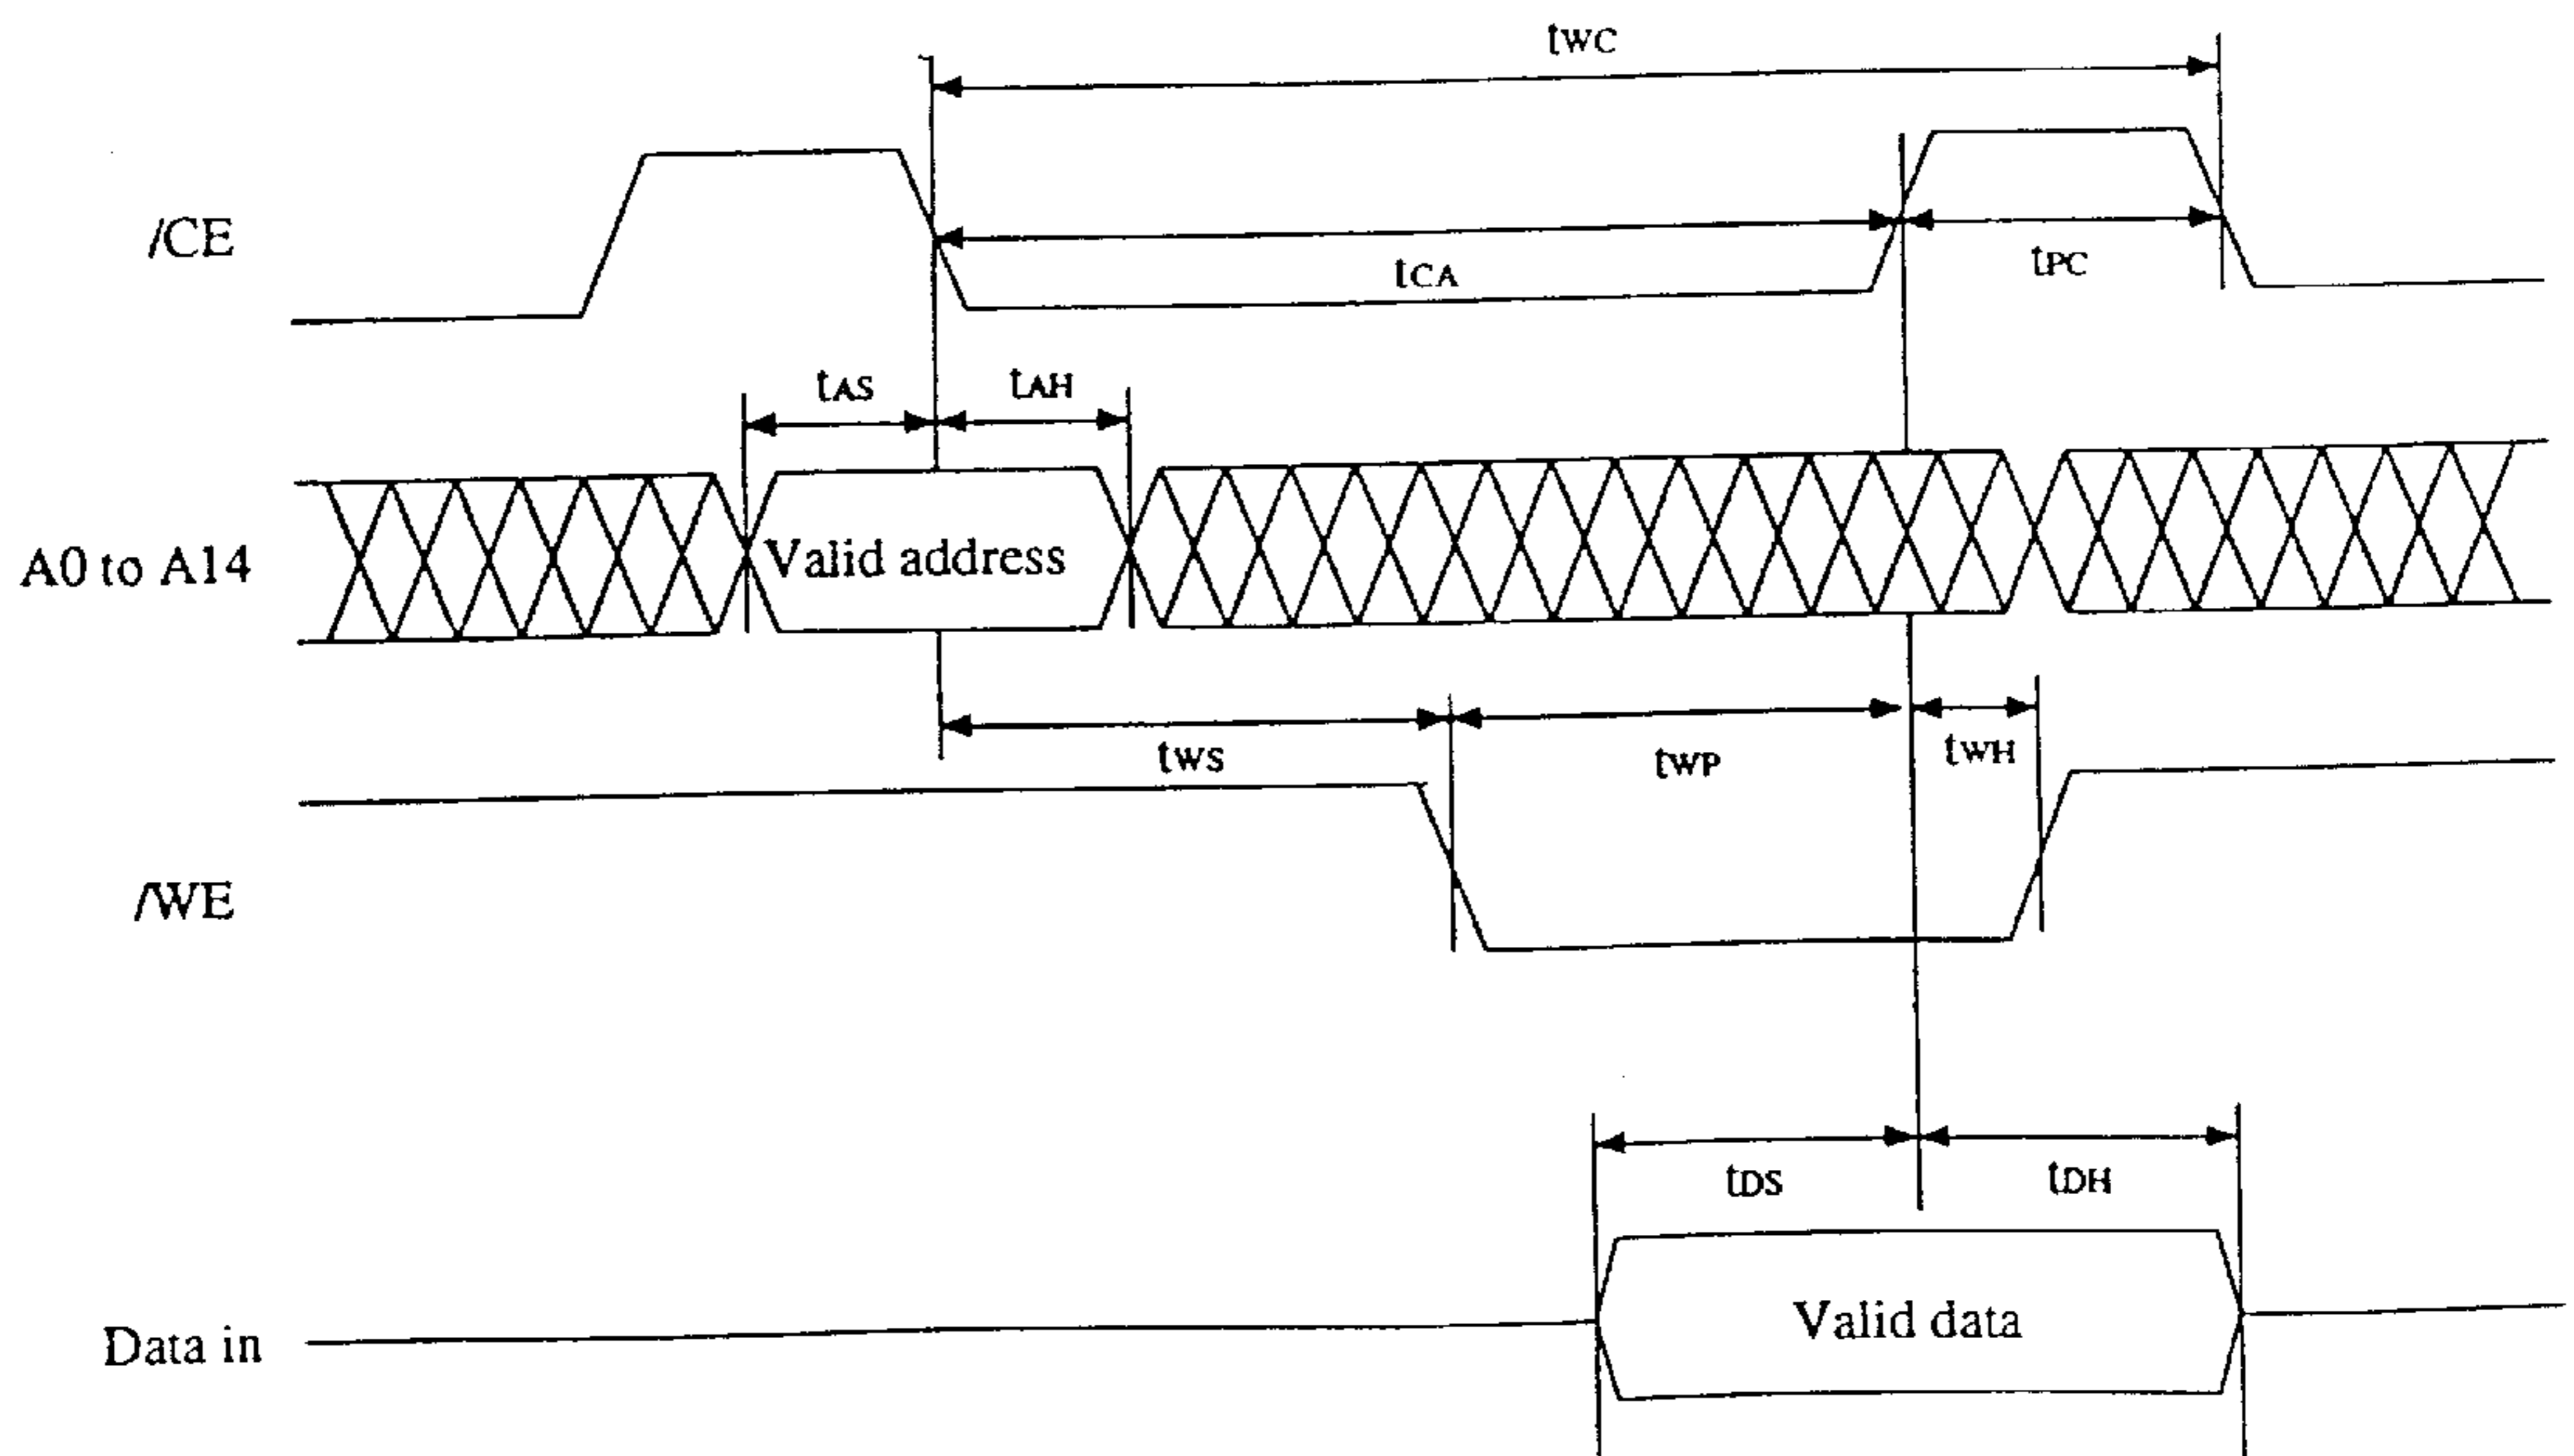 tWC
/CE
tCA
tPC
tAS
tAH
A0 to A14
Valid address
tWS
tWP
tWH
/WE
tDS
tDH
Data in
Valid data